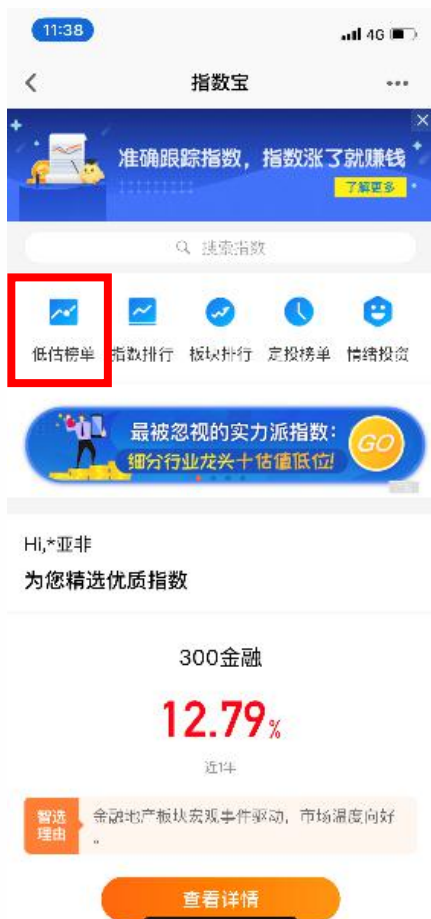 11:38
4G
指数宝
准确跟踪指数，指数涨了就赚钱
了解更多
搜索指数
低估榜单 指数排行 板块排行 定投榜单 情绪投资
最被忽视的实力派指数：
细分行业龙头十估值低位!
GO
Hi,*亚非
为您精选优质指数
300金融
12.79%
近1年
智选
理由
金融地产板块宏观事件驱动，市场温度向好
。
查看详情